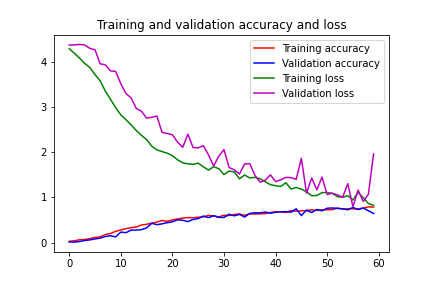 Training and validation accuracy and loss
Training accuracy
Validation accuracy
Training loss
Validation loss
4
3
2
1
0
0 10 20 30 40 50 60